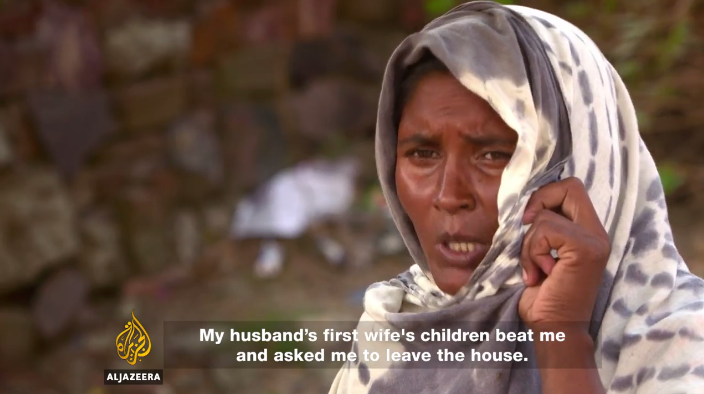 My husband’s first wife's children beat me
and asked me to leave the house.
ALJAZEERA